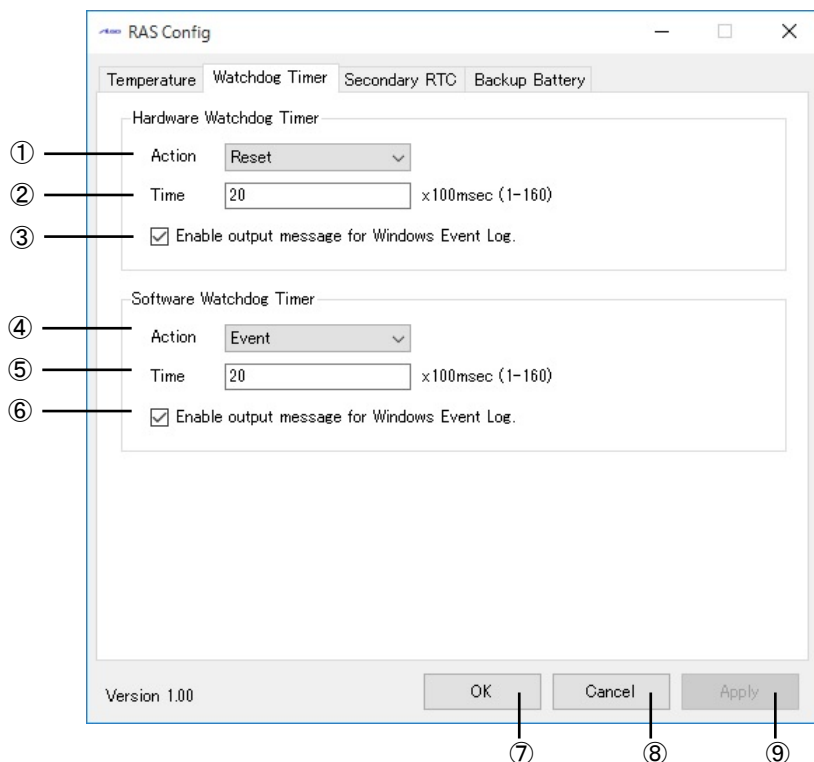 RAS Config
Temperature Watchdog Timer Secondary RTC Backup Battery
Hardware Watchdog Timer
① Action Reset
② Time 20 x100msec (1-160)
③ Enable output message for Windows Event Log.
Software Watchdog Timer
④ Action Event
⑤ Time 20 x100msec (1-160)
⑥ Enable output message for Windows Event Log.
Version 1.00 OK Cancel Apply
⑦ ⑧ ⑨